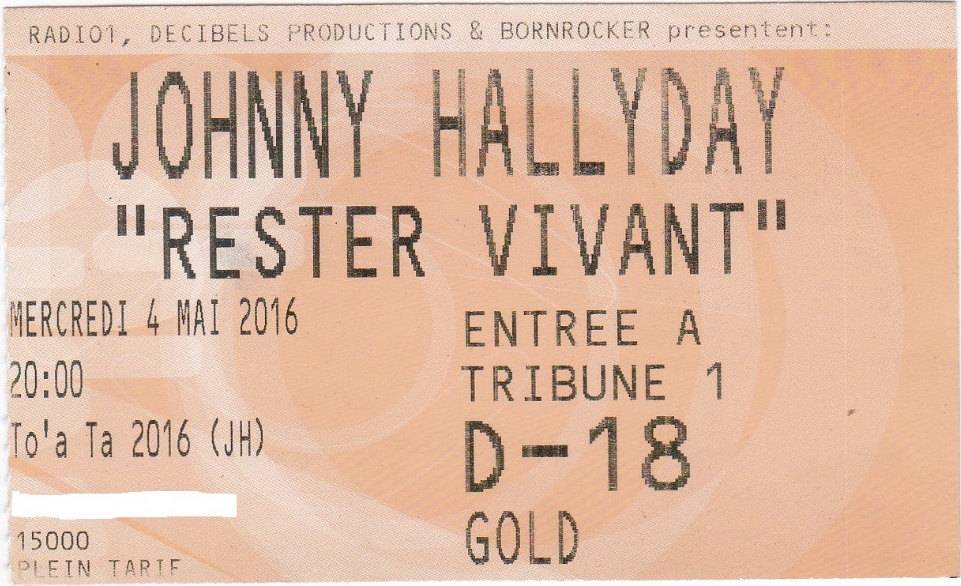 RADIO1, DECIBELS PRODUCTIONS & BORNROCKER presentent:
JOHNNY HALLYDAY
"RESTER VIVANT"
MERCREDI 4 MAI 2016
20:00
To'a Ta 2016 (JH)
ENTREE A
TRIBUNE 1
D-18
GOLD
15000
PLEIN TARIF